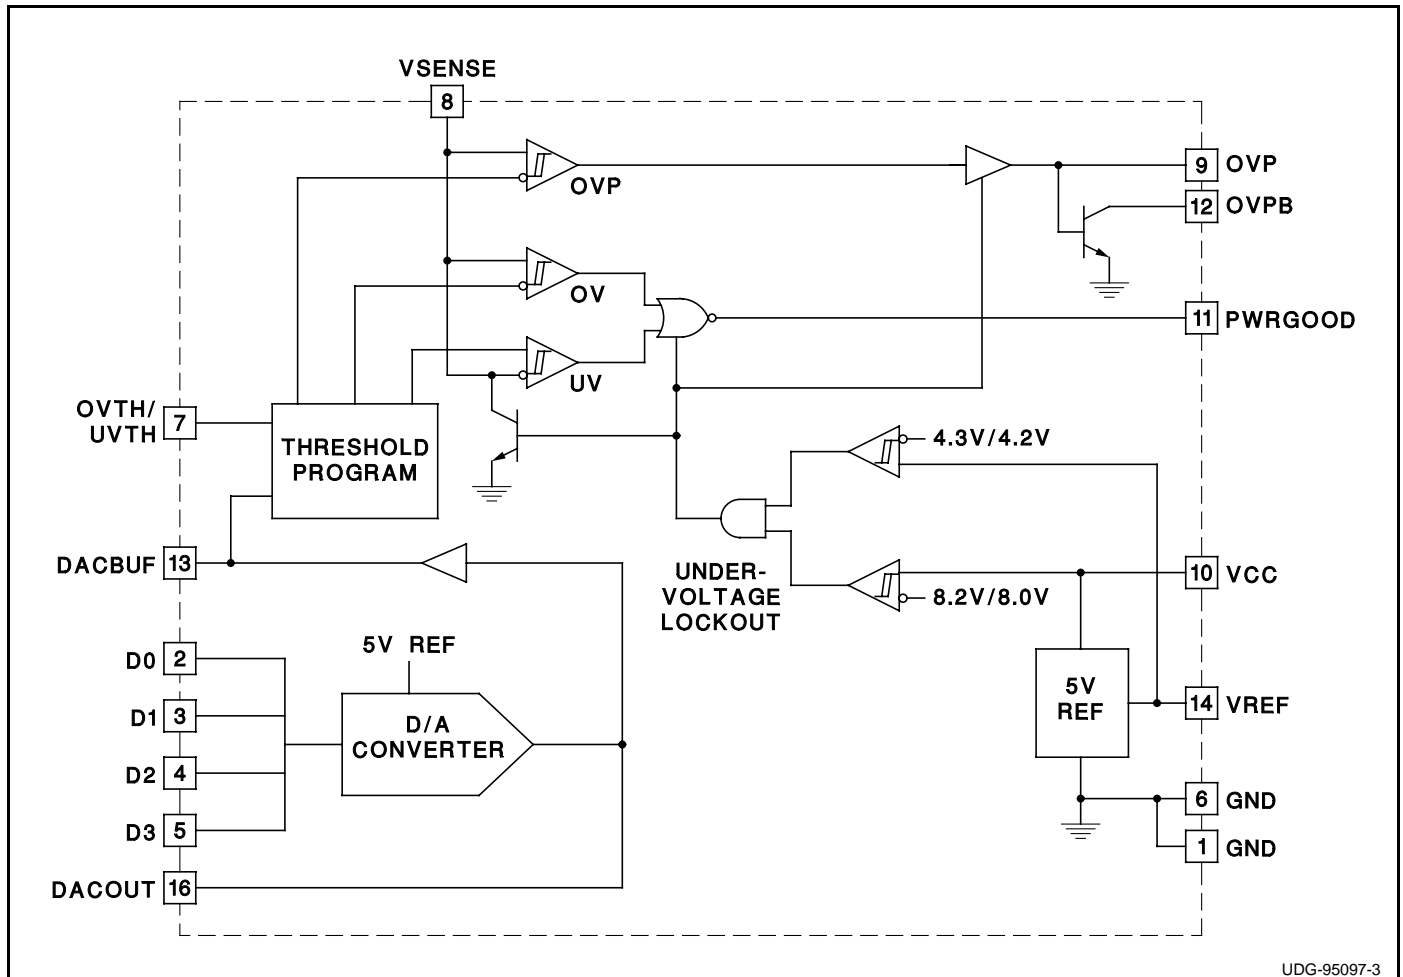 VSENSE
8
OVP
9 OVP
12 OVPB
OV
11 PWRGOOD
UV
OVTH/
UVTH
7
THRESHOLD
PROGRAM
4.3V/4.2V
DACBUF 13
UNDER-
VOLTAGE
LOCKOUT
8.2V/8.0V
10 VCC
D0 2
5V REF
D1 3
D/A
CONVERTER
5V
REF
14 VREF
D2 4
6 GND
D3 5
1 GND
DACOUT 16
UDG-95097-3